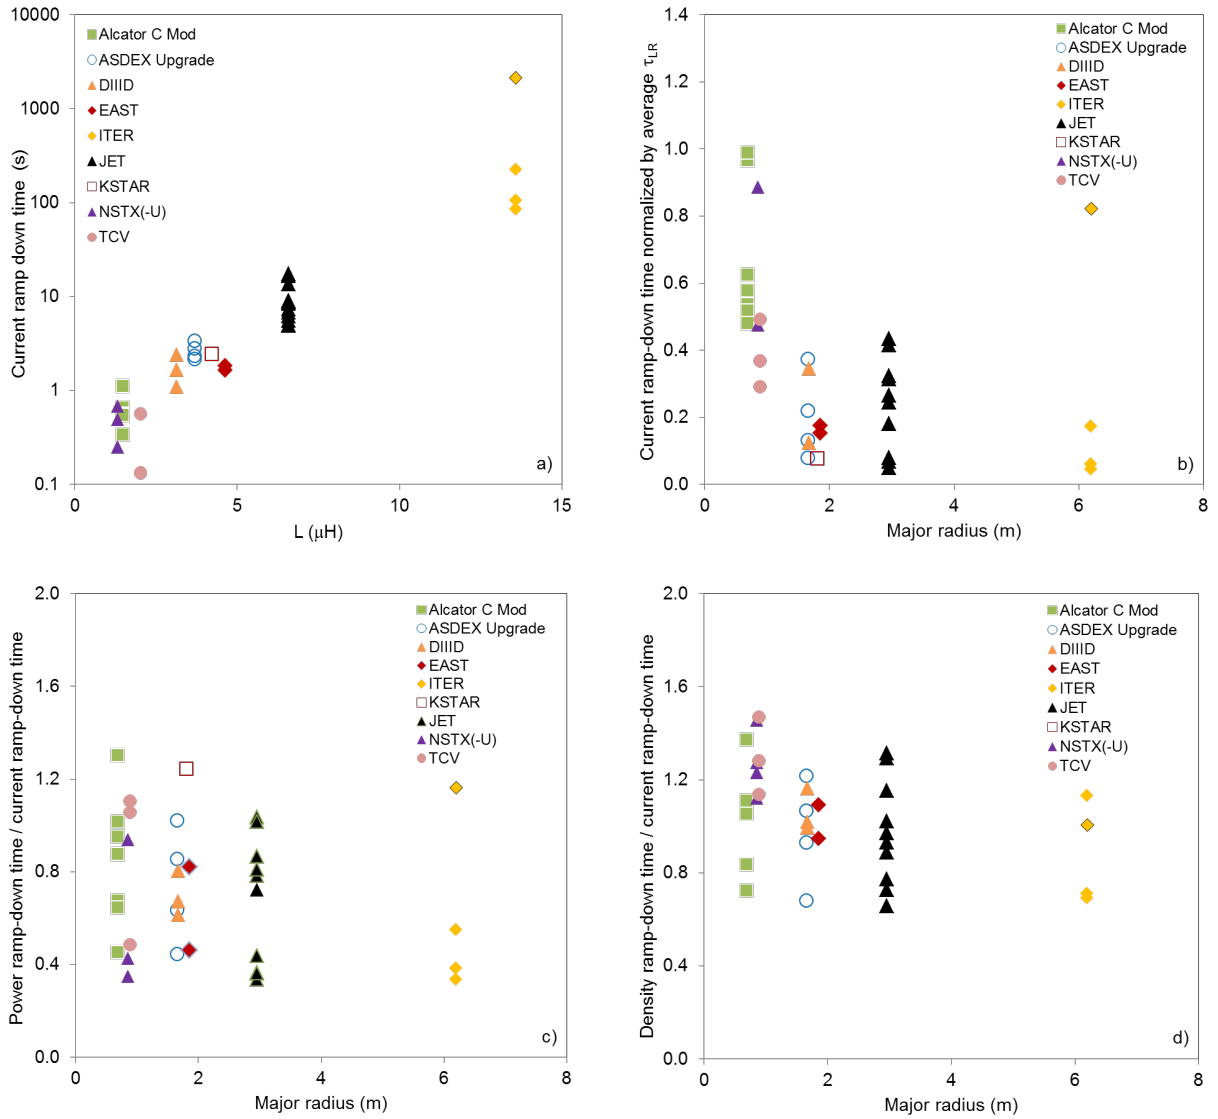 10000
1000
100
10
1
0.1
0
5
10
15
Current ramp down time (s)
L (μH)
Alcator C Mod
ASDEX Upgrade
DIIID
EAST
ITER
JET
KSTAR
NSTX(-U)
TCV
a)
1.4
1.2
1.0
0.8
0.6
0.4
0.2
0.0
0
2
4
6
8
Current ramp-down time normalized by average τLR
Major radius (m)
Alcator C Mod
ASDEX Upgrade
DIIID
EAST
ITER
JET
KSTAR
NSTX(-U)
TCV
b)
2.0
1.6
1.2
0.8
0.4
0.0
0
2
4
6
8
Power ramp-down time / current ramp-down time
Major radius (m)
Alcator C Mod
ASDEX Upgrade
DIIID
EAST
ITER
KSTAR
JET
NSTX(-U)
TCV
c)
2.0
1.6
1.2
0.8
0.4
0.0
0
2
4
6
8
Density ramp-down time / current ramp-down time
Major radius (m)
Alcator C Mod
ASDEX Upgrade
DIIID
EAST
ITER
JET
KSTAR
NSTX(-U)
TCV
d)